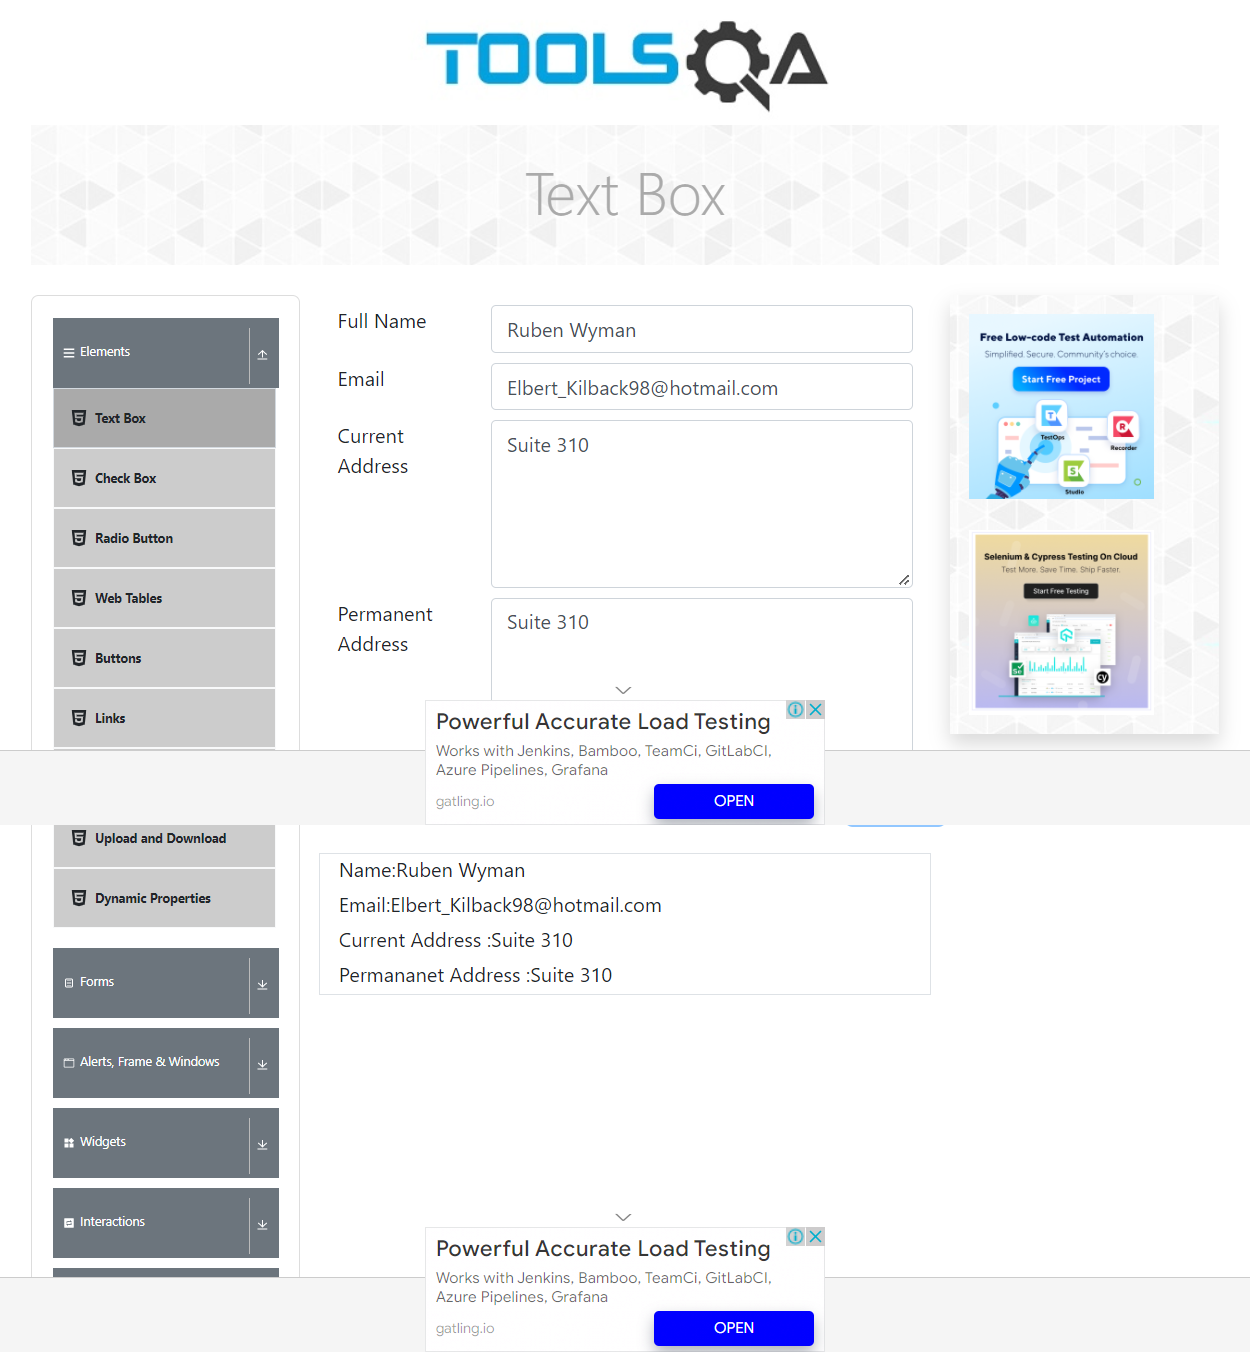 TOOLSQA
Text Box
Elements
Text Box
Check Box
Radio Button
Web Tables
Buttons
Links
Full Name
Ruben Wyman
Email
Elbert_Kilback98@hotmail.com
Current
Address
Suite 310
Permanent
Address
Suite 310
Free Low-code Test Automation
Simplified. Secure. Community's choice.
Start Free Project
T
TestOps
R
Recorder
S
Studio
Selenium & Cypress Testing On Cloud
Test More. Save Time. Ship Faster.
Start Free Testing
Se
cy
Powerful Accurate Load Testing
Works with Jenkins, Bamboo, TeamCi, GitLabCI,
Azure Pipelines, Grafana
gatling.io
OPEN
Upload and Download
Dynamic Properties
Forms
Alerts, Frame & Windows
Widgets
Interactions
Name:Ruben Wyman
Email:Elbert_Kilback98@hotmail.com
Current Address :Suite 310
Permananet Address :Suite 310
Powerful Accurate Load Testing
Works with Jenkins, Bamboo, TeamCi, GitLabCI,
Azure Pipelines, Grafana
gatling.io
OPEN